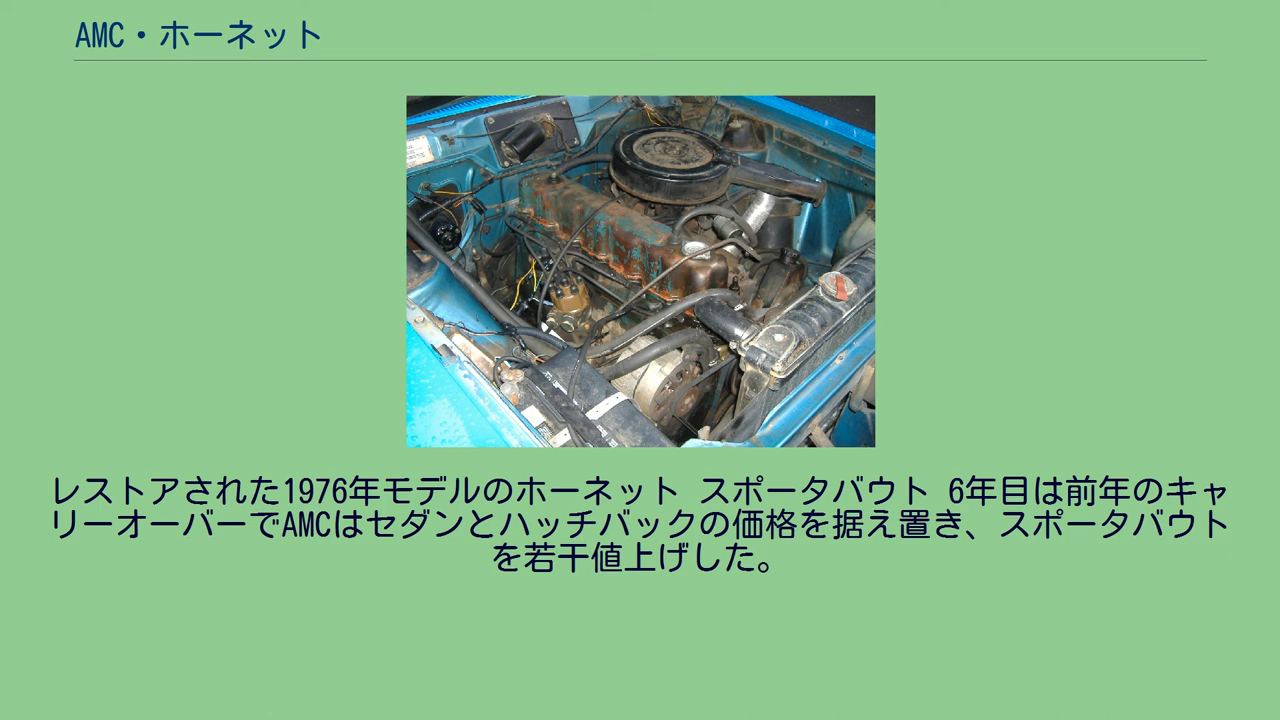 AMC・ホーネット
レストアされた1976年モデルのホーネット スポータバウト 6年目は前年のキャ
リーオーバーでAMCはセダンとハッチバックの価格を据え置き、スポータバウト
を若干値上げした。